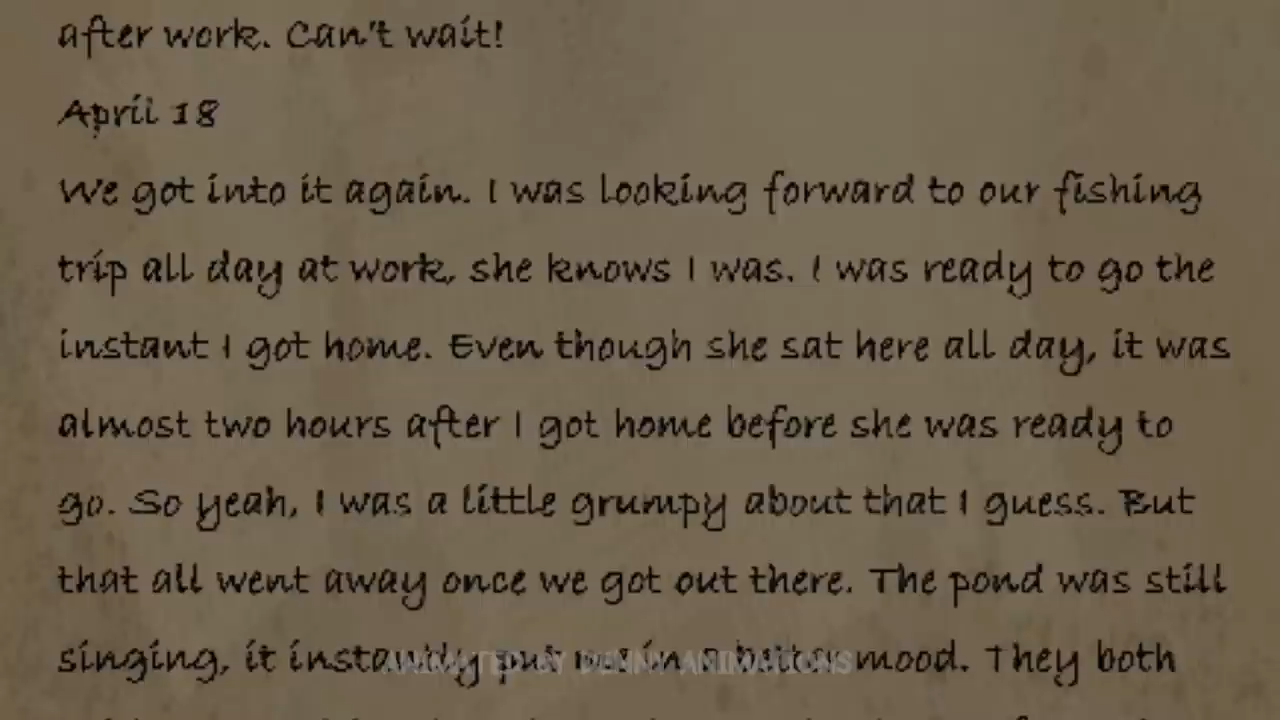 after work. Can't wait!
April 18
We got into it again. I was looking forward to our fishing
trip all day at work, she knows I was. I was ready to go the
instant I got home. Even though she sat here all day, it was
almost two hours after I got home before she was ready to
go. So yeah, I was a little grumpy about that I guess. But
that all went away once we got out there. The pond was still
singing, it instantly put me in a better mood. They both
ANIMATED BY PENNY ANIMATIONS